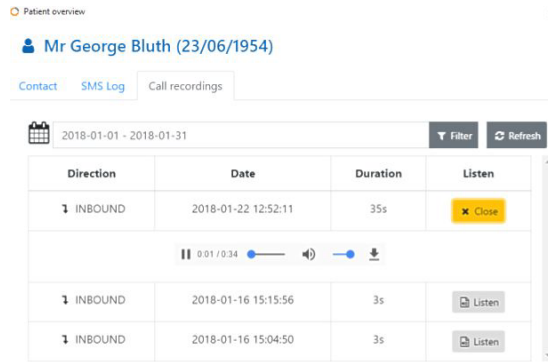 Patient overview
Mr George Bluth (23/06/1954)
Contact SMS Log Call recordings
2018-01-01 - 2018-01-31 Filter Refresh
Direction Date Duration Listen
INBOUND 2018-01-22 12:52:11 35s Close
0:01 / 0:34
INBOUND 2018-01-16 15:15:56 3s Listen
INBOUND 2018-01-16 15:04:50 3s Listen